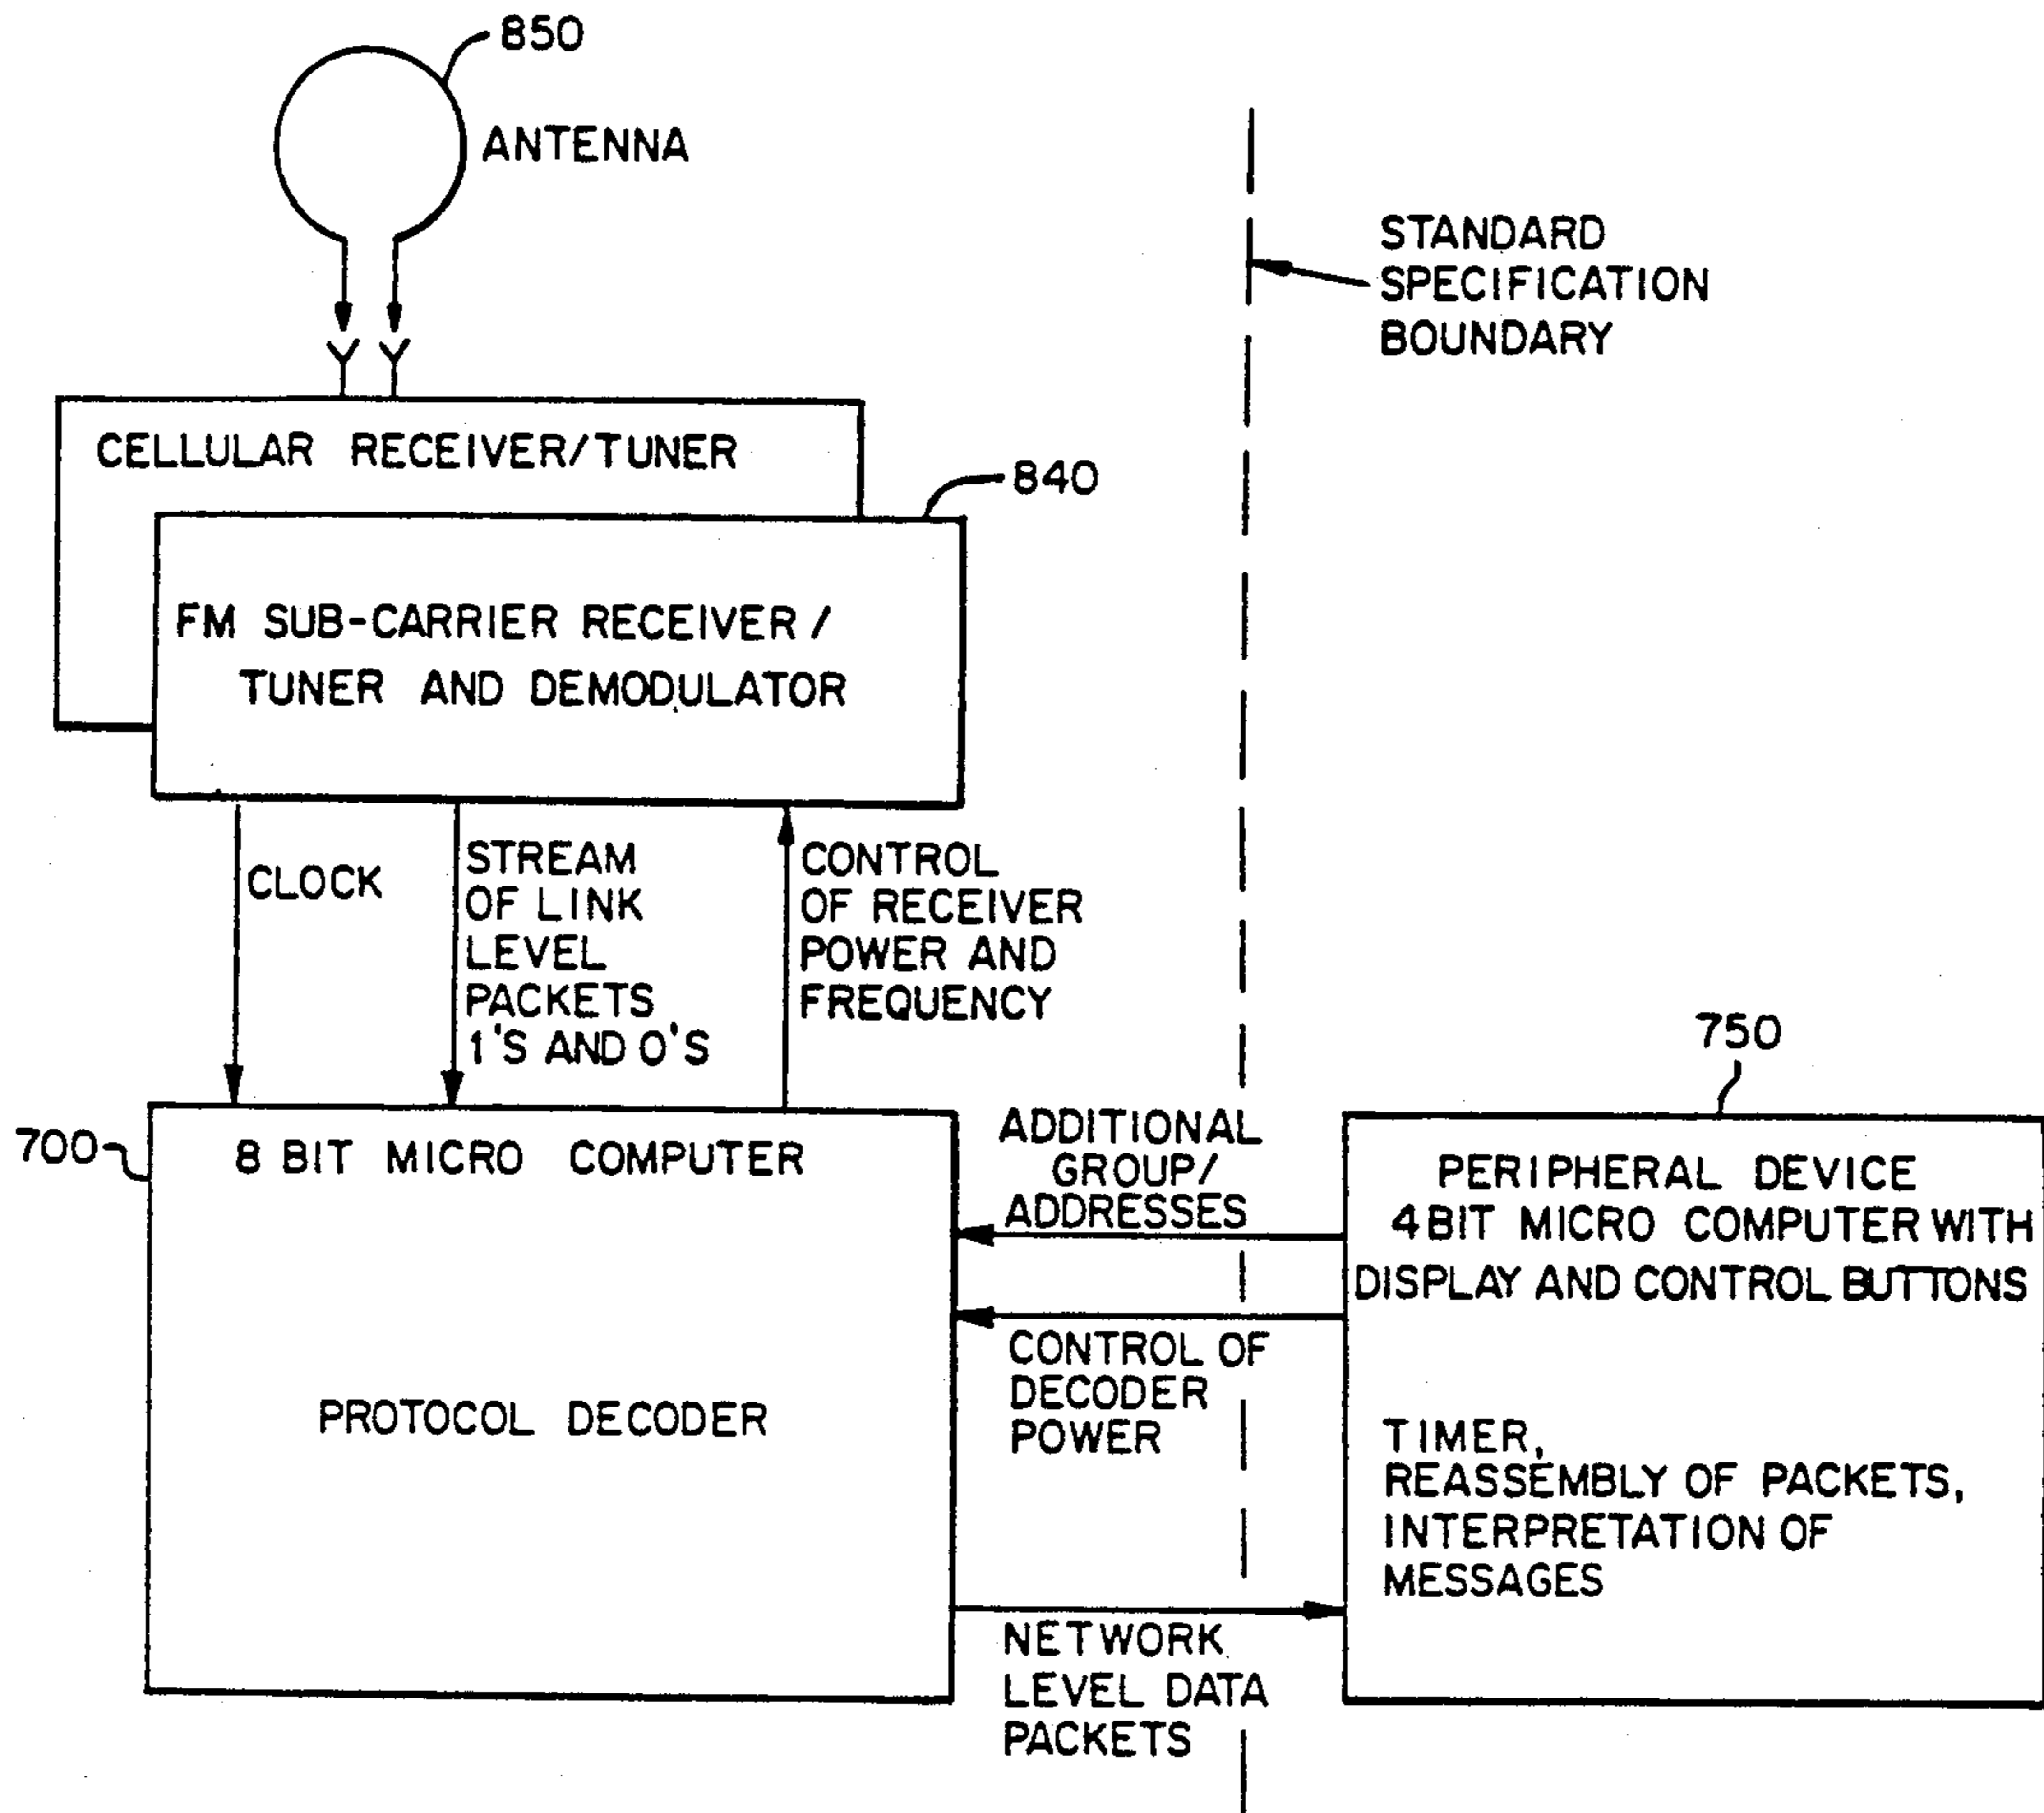 850
ANTENNA
STANDARD
SPECIFICATION
BOUNDARY
CELLULAR RECEIVER/TUNER
840
FM SUB-CARRIER RECEIVER/
TUNER AND DEMODULATOR
CLOCK
STREAM
OF LINK
LEVEL
PACKETS
1'S AND 0'S
CONTROL
OF RECEIVER
POWER AND
FREQUENCY
700
8 BIT MICRO COMPUTER
PROTOCOL DECODER
ADDITIONAL
GROUP/
ADDRESSES
CONTROL OF
DECODER
POWER
NETWORK
LEVEL DATA
PACKETS
750
PERIPHERAL DEVICE
4 BIT MICRO COMPUTER WITH
DISPLAY AND CONTROL BUTTONS
TIMER,
REASSEMBLY OF PACKETS,
INTERPRETATION OF
MESSAGES